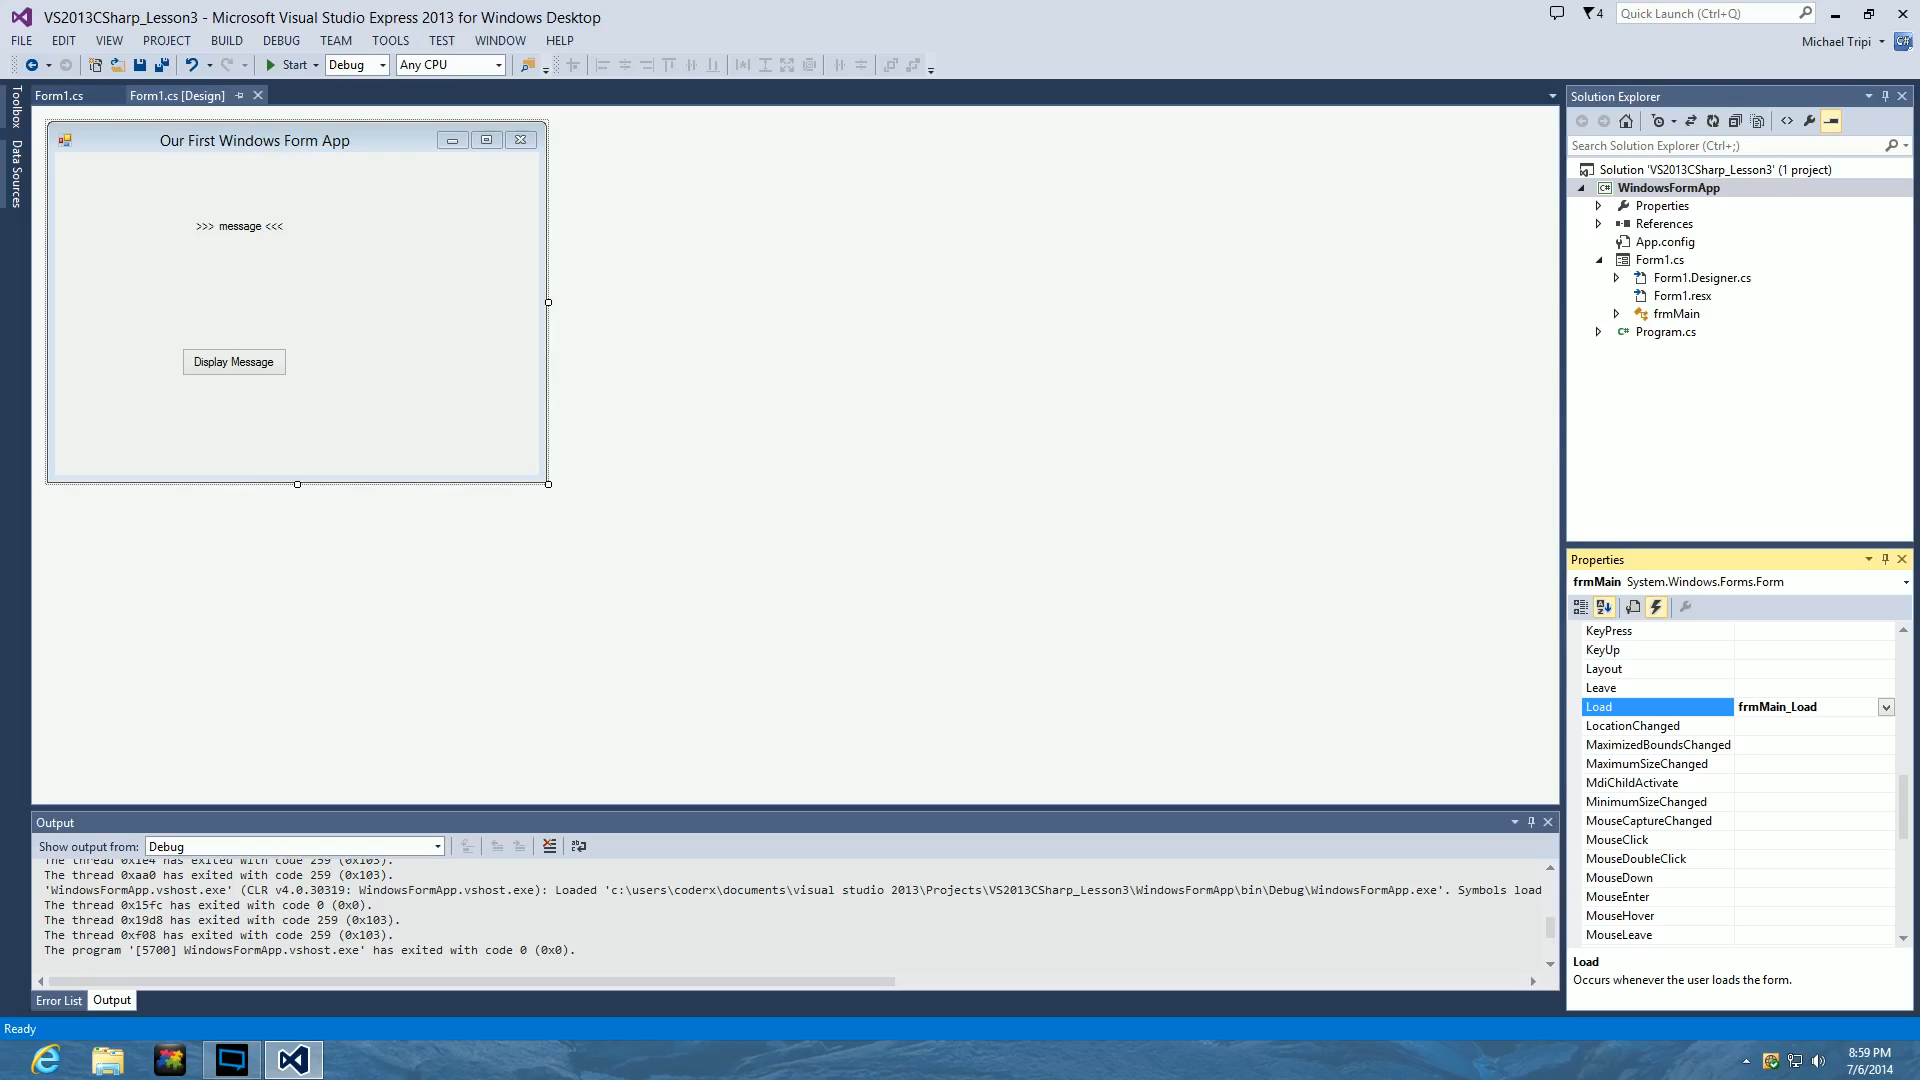 VS2013CSharp_Lesson3 - Microsoft Visual Studio Express 2013 for Windows Desktop
4
Quick Launch (Ctrl+Q)
FILE EDIT VIEW PROJECT BUILD DEBUG TEAM TOOLS TEST WINDOW HELP
Michael Tripi
C#
Start Debug Any CPU
Toolbox
Data Sources
Form1.cs Form1.cs [Design]
Our First Windows Form App
>>> message <<<
Display Message
Solution Explorer
Search Solution Explorer (Ctrl+;)
Solution 'VS2013CSharp_Lesson3' (1 project)
C# WindowsFormApp
Properties
References
App.config
Form1.cs
Form1.Designer.cs
Form1.resx
frmMain
C# Program.cs
Properties
frmMain System.Windows.Forms.Form
KeyPress
KeyUp
Layout
Leave
Load frmMain_Load
LocationChanged
MaximizedBoundsChanged
MaximumSizeChanged
MdiChildActivate
MinimumSizeChanged
MouseCaptureChanged
MouseClick
MouseDoubleClick
MouseDown
MouseEnter
MouseHover
MouseLeave
Load
Occurs whenever the user loads the form.
Output
Show output from: Debug
The thread 0x1e4 has exited with code 259 (0x103).
The thread 0xaa0 has exited with code 259 (0x103).
'WindowsFormApp.vshost.exe' (CLR v4.0.30319: WindowsFormApp.vshost.exe): Loaded 'c:\users\coderx\documents\visual studio 2013\Projects\VS2013CSharp_Lesson3\WindowsFormApp\bin\Debug\WindowsFormApp.exe'. Symbols load
The thread 0x15fc has exited with code 0 (0x0).
The thread 0x19d8 has exited with code 259 (0x103).
The thread 0xf08 has exited with code 259 (0x103).
The program '[5700] WindowsFormApp.vshost.exe' has exited with code 0 (0x0).
Error List Output
Ready
8:59 PM
7/6/2014